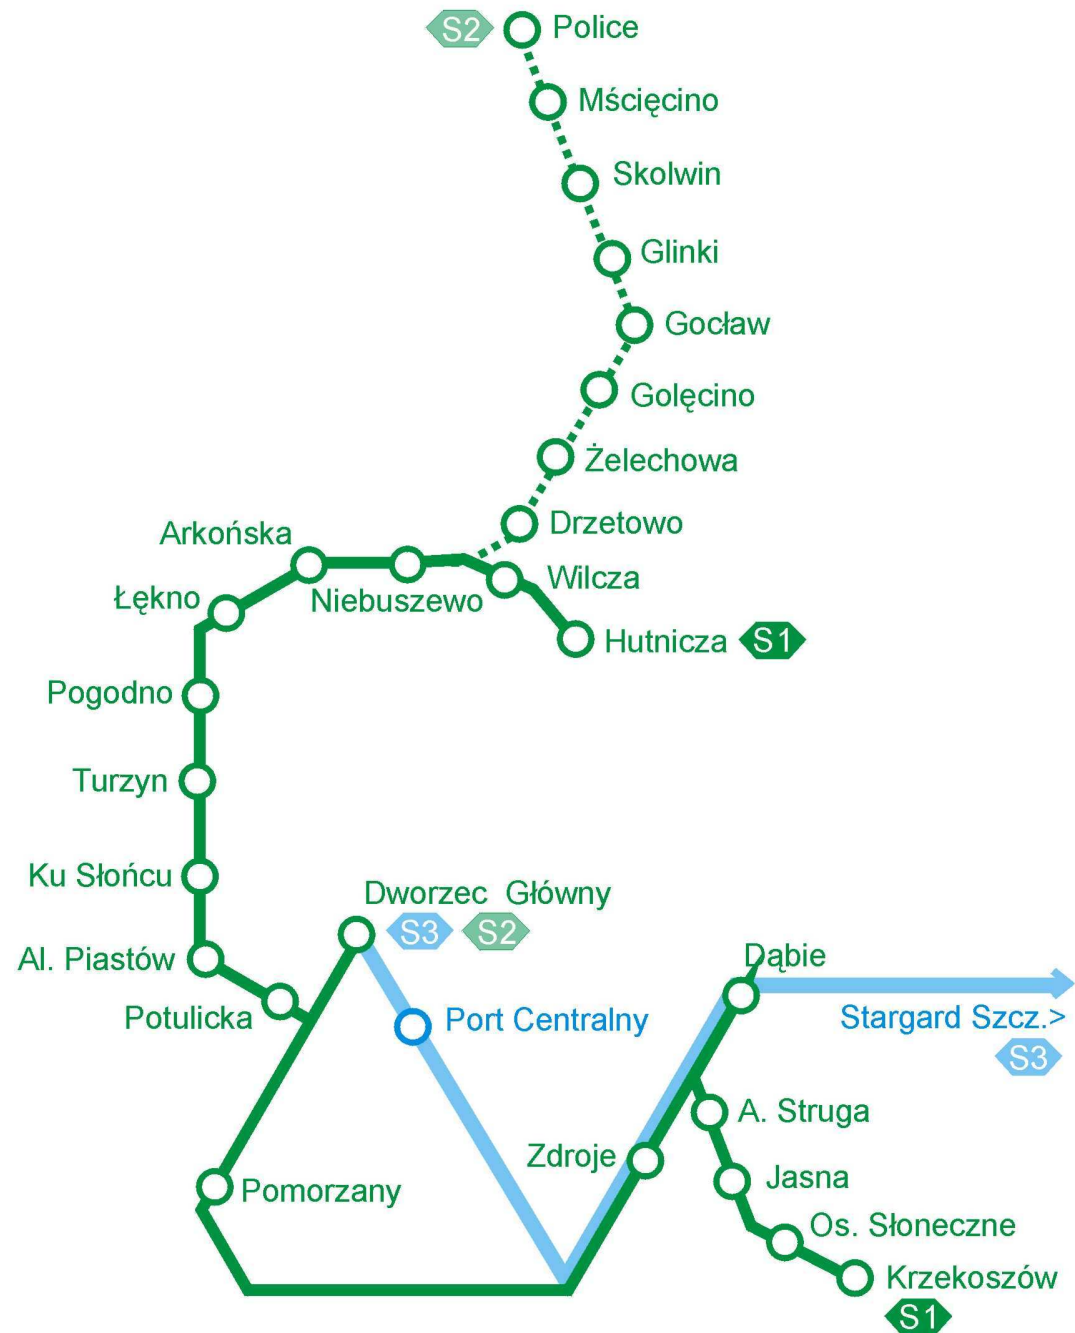 S2 Police
Mścięcino
Skolwin
Glinki
Gocław
Golęcino
Żelechowa
Drzetowo
Arkońska
Wilcza
Niebuszewo
Łękno
Hutnicza S1
Pogodno
Turzyn
Ku Słońcu
Dworzec Główny
S3 S2
Al. Piastów
Dąbie
Potulicka
Port Centralny
Stargard Szcz.>
S3
A. Struga
Zdroje
Jasna
Pomorzany
Os. Słoneczne
Krzekoszów
S1